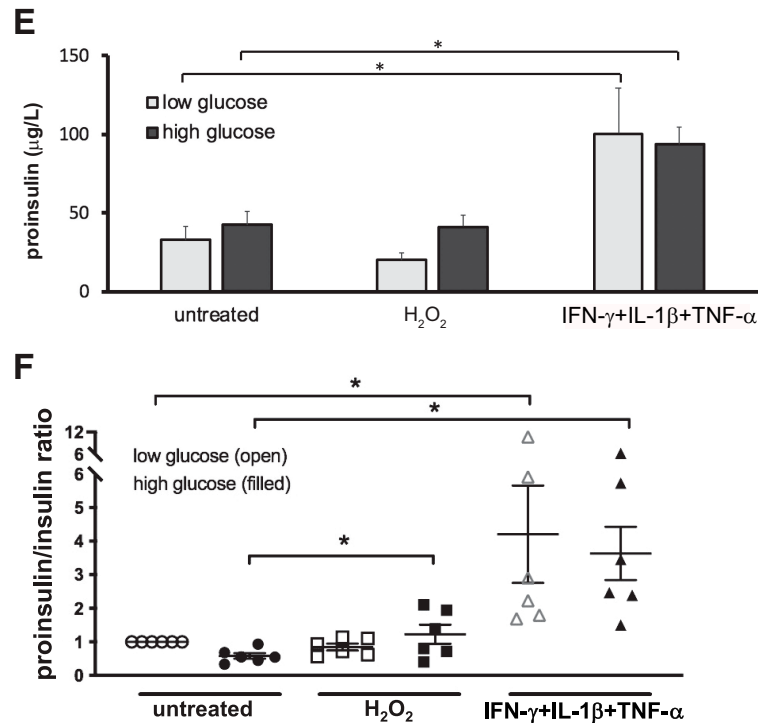 E
* *
150
100
50
0
proinsulin (µg/L)
low glucose
high glucose
untreated
H₂O₂
IFN-γ+IL-1β+TNF-α
F
*
*
*
12
6
6
5
4
3
2
1
0
proinsulin/insulin ratio
low glucose (open)
high glucose (filled)
untreated
H₂O₂
IFN-γ+IL-1β+TNF-α